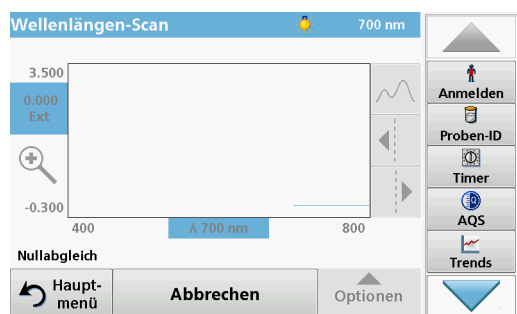 Wellenlängen-Scan 700 nm
3.500
0.000
Ext
-0.300
400 λ 700 nm 800
Nullabgleich
Haupt-
menü
Abbrechen
Optionen
Anmelden
Proben-ID
Timer
AQS
Trends